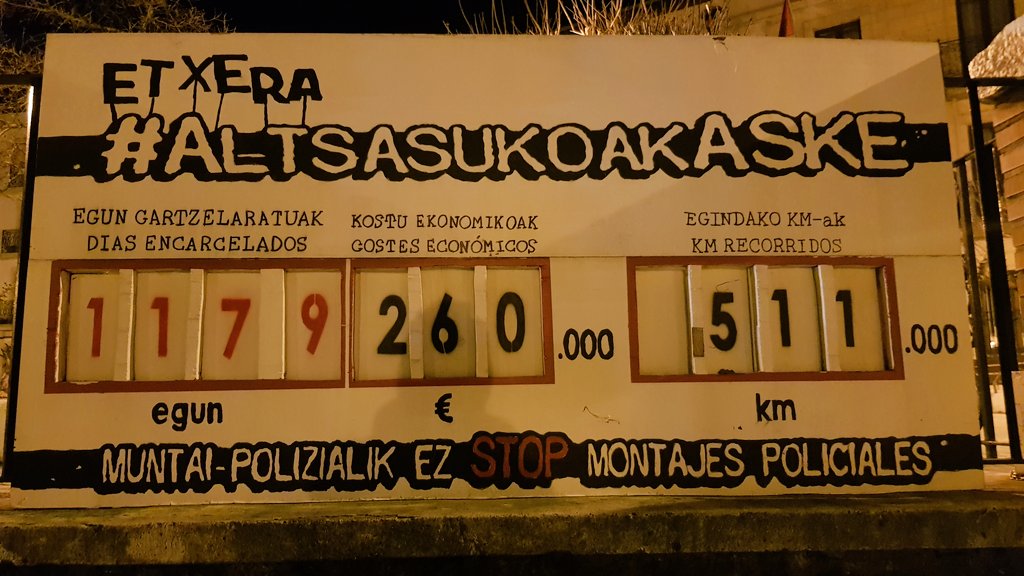 ETXERA
#ALTSASUKOAKASKE
EGUN GARTZELARATUAK
DIAS ENCARCELADOS
KOSTU EKONOMIKOAK
COSTES ECONÓMICOS
EGINDAKO KM-ak
KM RECORRIDOS
1179
260.000
511.000
egun
€
km
MUNTAI-POLIZIALIK EZ STOP MONTAJES POLICIALES